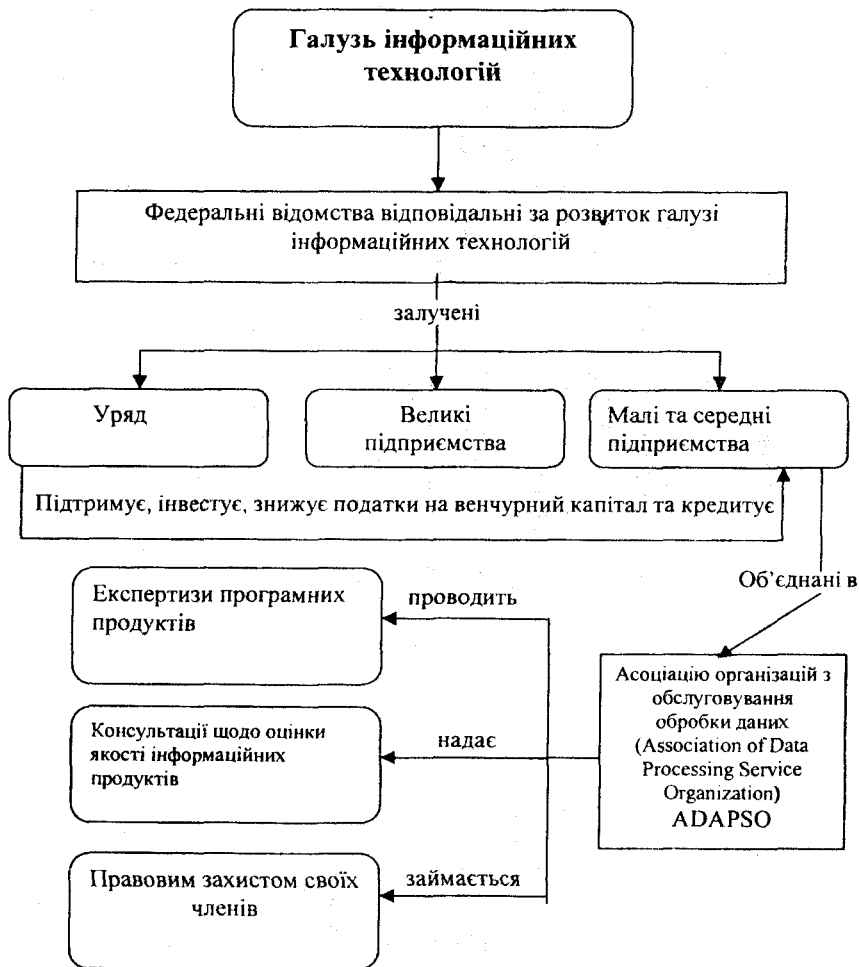 Галузь інформаційних
технологій
Федеральні відомства відповідальні за розвиток галузі
інформаційних технологій
залучені
Уряд
Великі
підприємства
Малі та середні
підприємства
Підтримує, інвестує, знижує податки на венчурний капітал та кредитує
Об’єднані в
Експертизи програмних
продуктів
проводить
Асоціацію організацій з
обслуговування
обробки даних
(Association of Data
Processing Service
Organization)
ADAPSO
Консультації щодо оцінки
якості інформаційних
продуктів
надає
Правовим захистом своїх
членів
займається